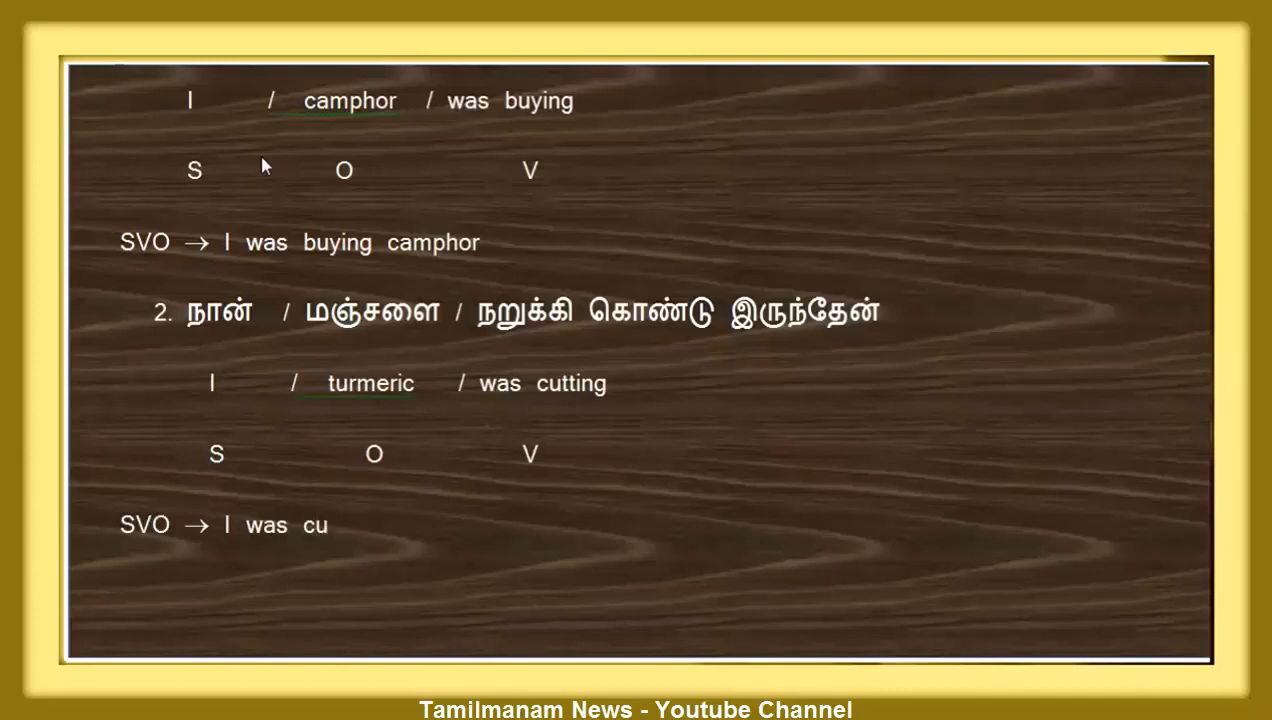 I / camphor / was buying
S O V
SVO → I was buying camphor
2. நான் / மஞ்சளை / நறுக்கி கொண்டு இருந்தேன்
I / turmeric / was cutting
S O V
SVO → I was cu
Tamilmanam News - Youtube Channel